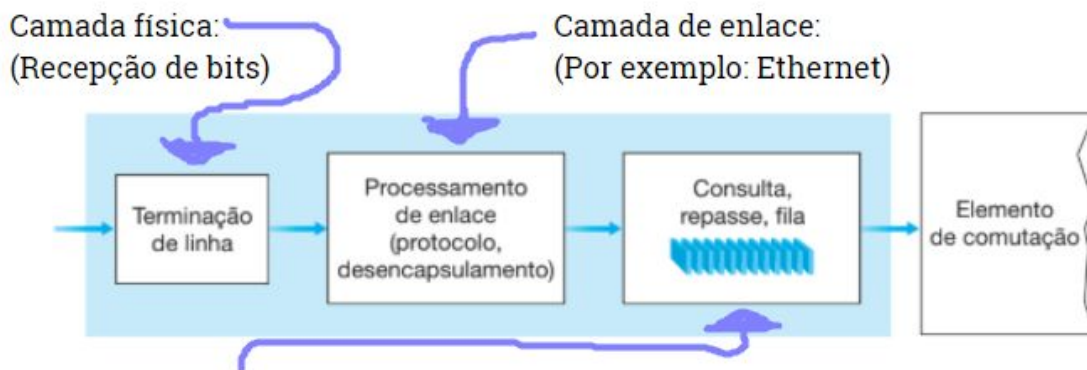 Camada física:
(Recepção de bits)
Camada de enlace:
(Por exemplo: Ethernet)
Terminação
de linha
Processamento
de enlace
(protocolo,
desencapsulamento)
Consulta,
repasse, fila
Elemento
de comutação